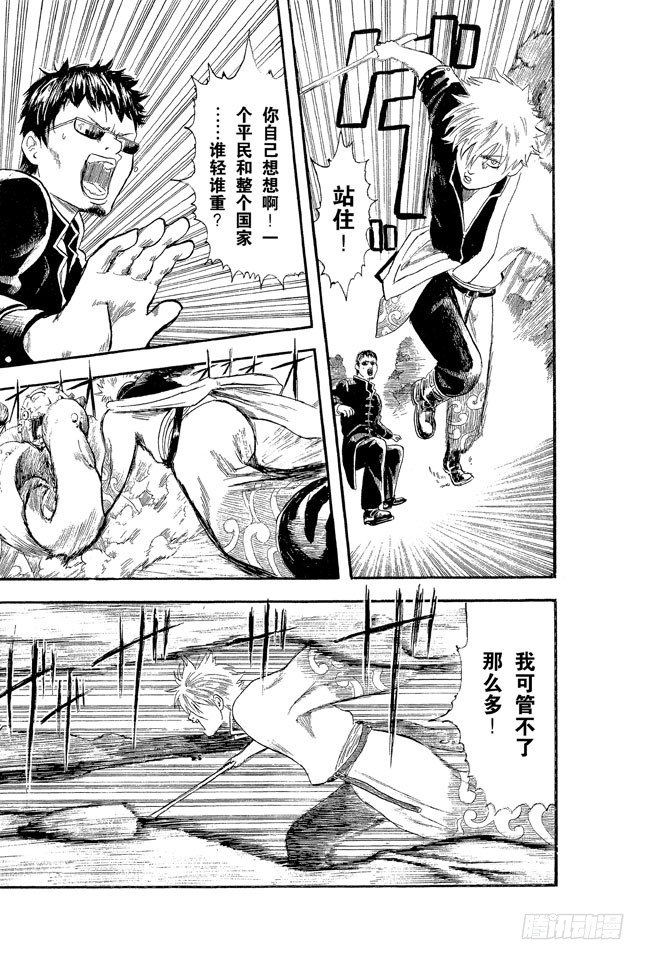 站住！
你自己想想啊！一
个平民和整个国家
……谁轻谁重？
我可管不了
那么多！
腾讯动漫